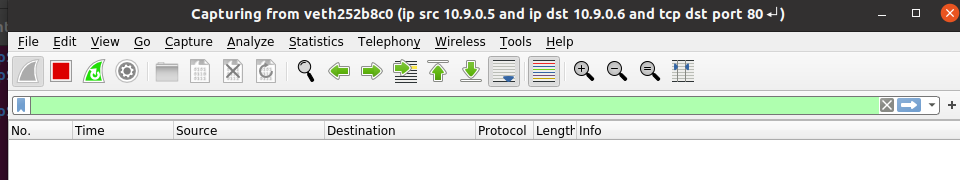 Capturing from veth252b8c0 (ip src 10.9.0.5 and ip dst 10.9.0.6 and tcp dst port 80 ↵)
File Edit View Go Capture Analyze Statistics Telephony Wireless Tools Help
No. Time Source Destination Protocol Length Info